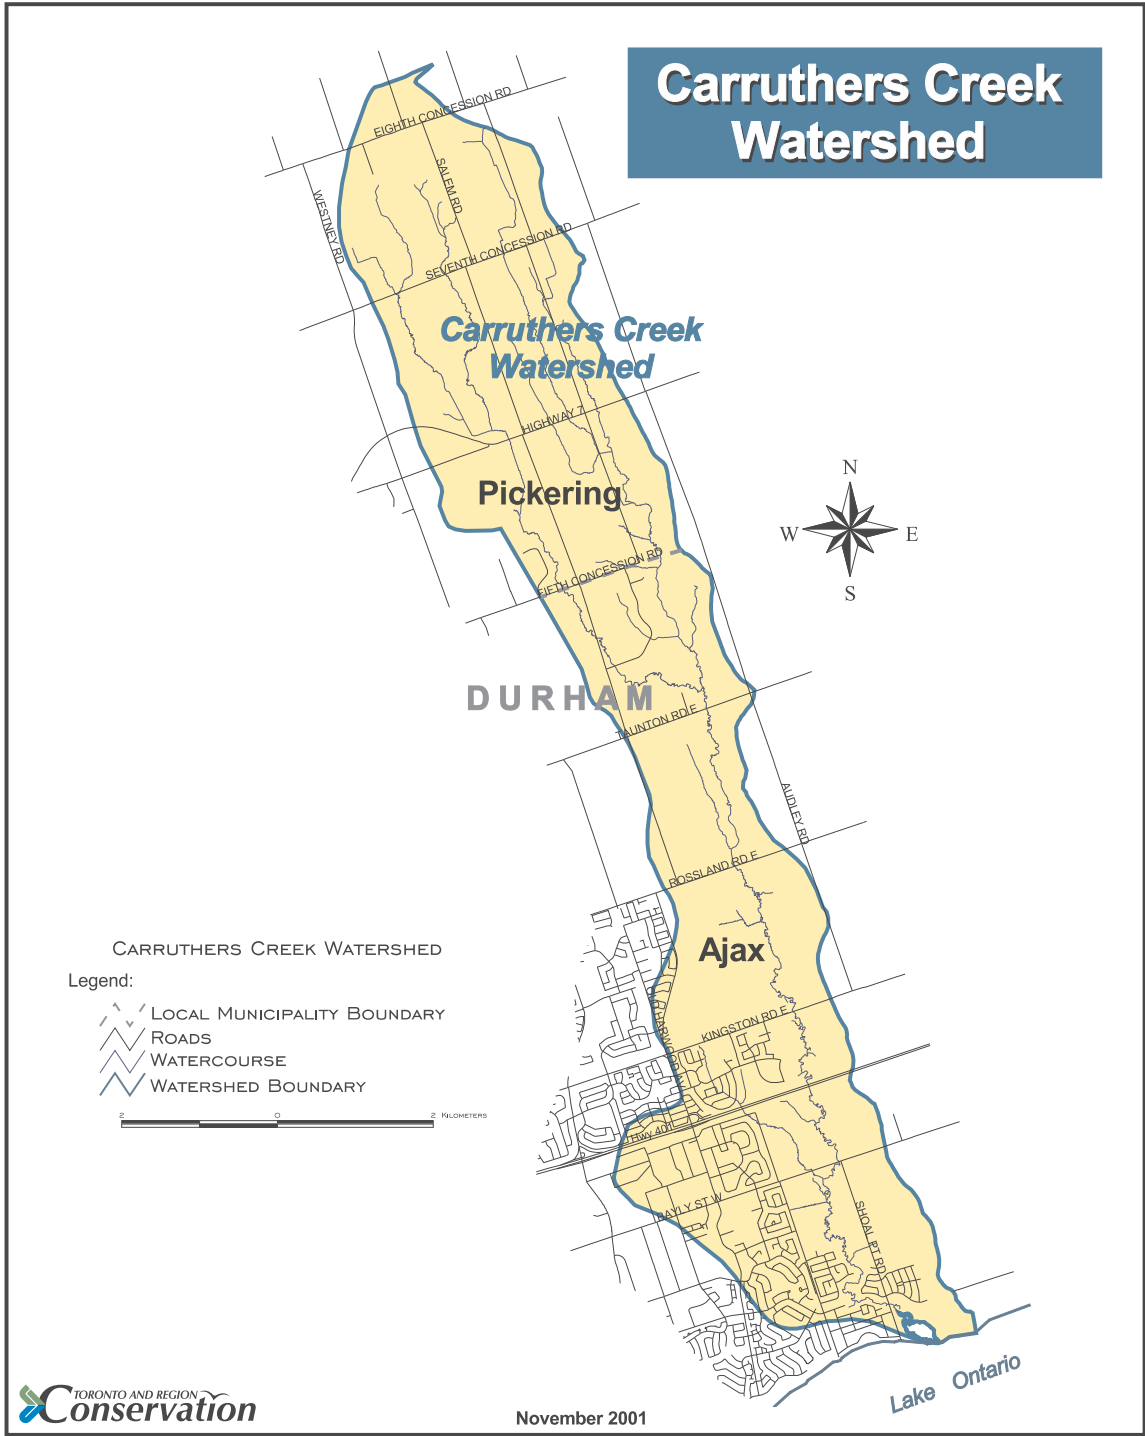 Carruthers Creek
Watershed
EIGHTH CONCESSION RD
SALEM RD
WESTNEY RD
SEVENTH CONCESSION RD
Carruthers Creek
Watershed
HIGHWAY 7
Pickering
N
W
E
S
FIFTH CONCESSION RD
DURHAM
TAUNTON RD E
AUDLEY RD
ROSSLAND RD E
Ajax
OLD HARWOOD AV
KINGSTON RD E
Hwy 401
BAYLY ST W
SHOAL PT RD
Lake Ontario
CARRUTHERS CREEK WATERSHED
Legend:
LOCAL MUNICIPALITY BOUNDARY
ROADS
WATERCOURSE
WATERSHED BOUNDARY
2 0 2 KILOMETERS
TORONTO AND REGION
Conservation
November 2001